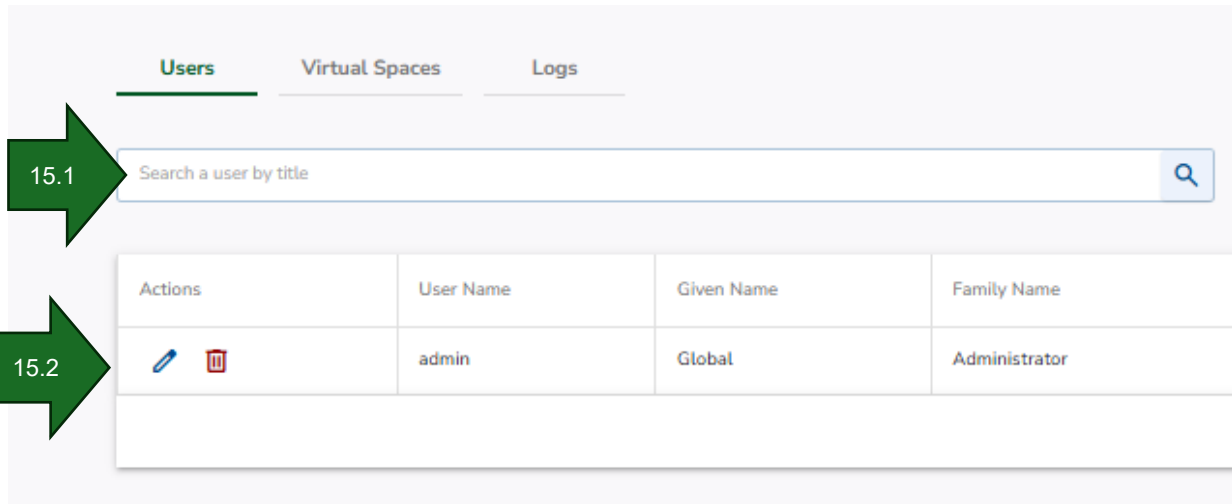 Users Virtual Spaces Logs
15.1
Search a user by title
Actions User Name Given Name Family Name
15.2
admin Global Administrator